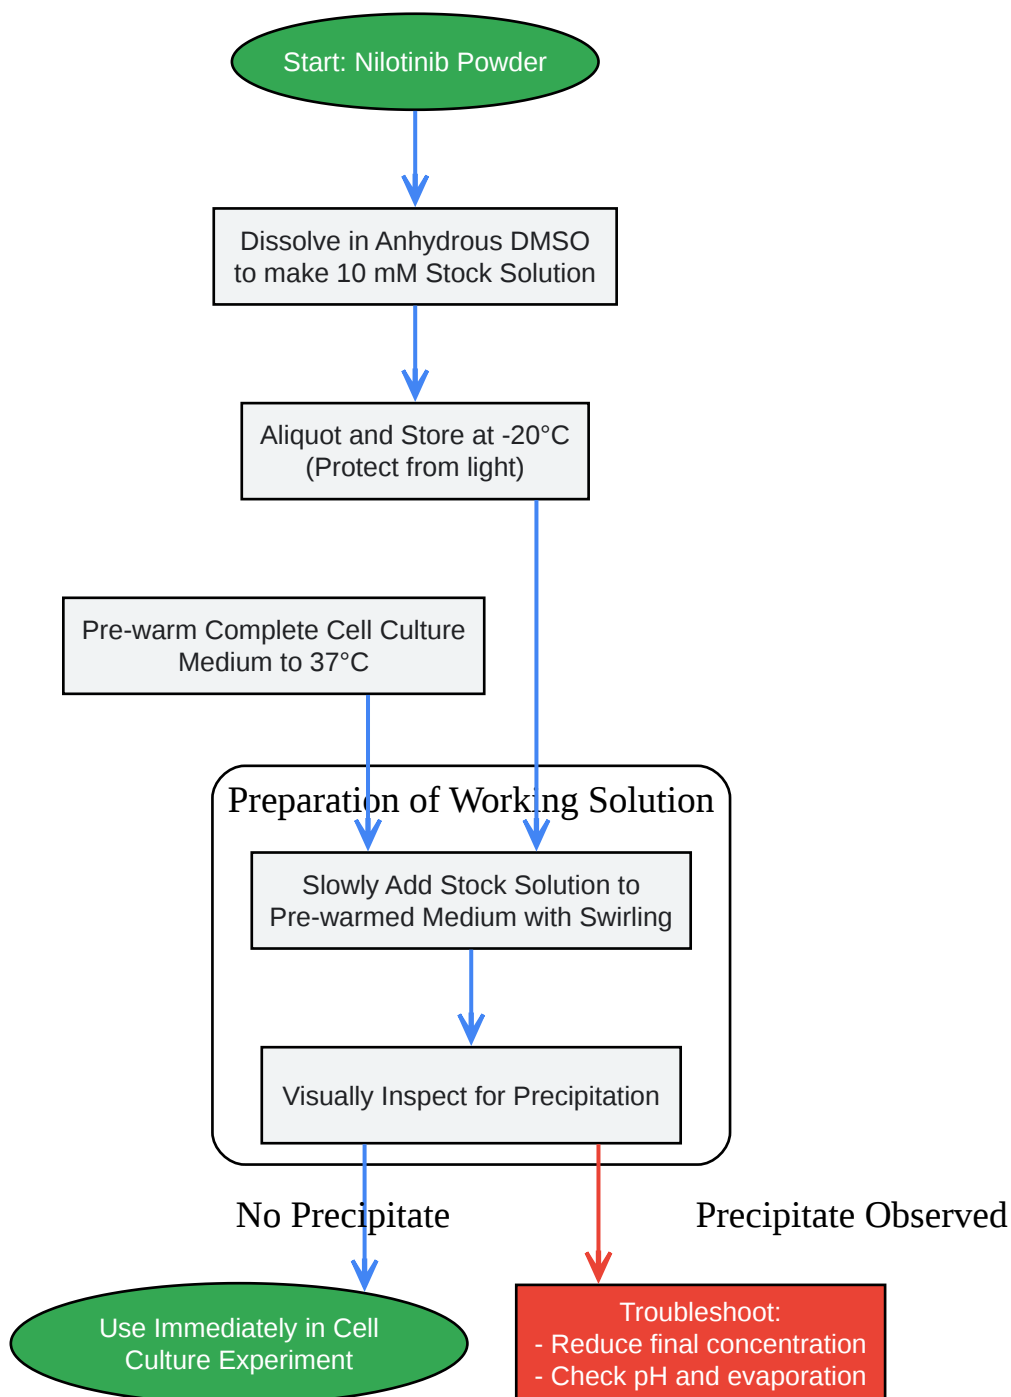 Start: Nilotinib Powder
Dissolve in Anhydrous DMSO
to make 10 mM Stock Solution
Aliquot and Store at -20°C
(Protect from light)
Pre-warm Complete Cell Culture
Medium to 37°C
Preparation of Working Solution
Slowly Add Stock Solution to
Pre-warmed Medium with Swirling
Visually Inspect for Precipitation
No Precipitate
Precipitate Observed
Use Immediately in Cell
Culture Experiment
Troubleshoot:
- Reduce final concentration
- Check pH and evaporation